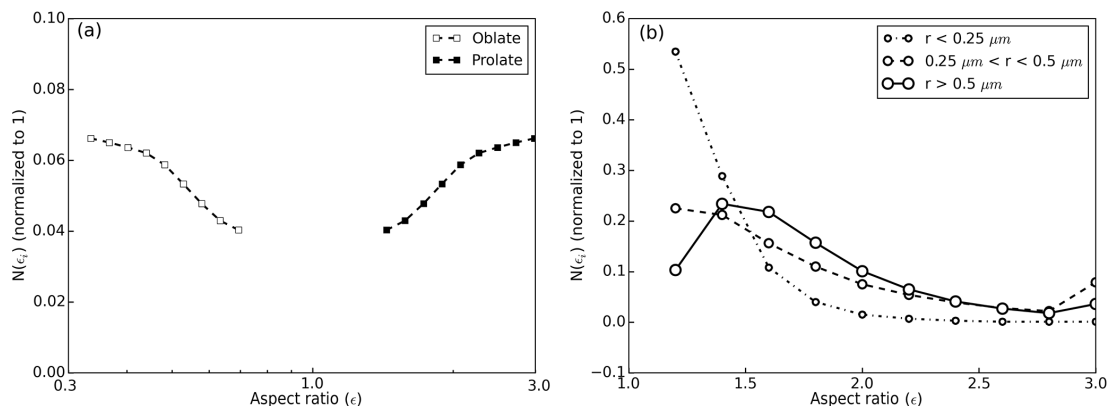 (a)
Oblate
Prolate
0.10
0.08
0.06
0.04
0.02
0.00
N(ϵᵢ) (normalized to 1)
0.3
1.0
3.0
Aspect ratio (ϵ)
(b)
r < 0.25 μm
0.25 μm < r < 0.5 μm
r > 0.5 μm
0.6
0.5
0.4
0.3
0.2
0.1
0.0
−0.1
N(ϵᵢ) (normalized to 1)
1.0
1.5
2.0
2.5
3.0
Aspect ratio (ϵ)